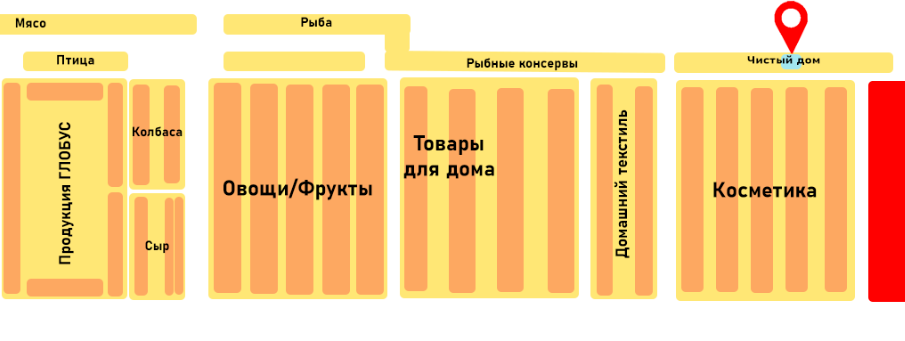 Мясо
Рыба
Птица
Рыбные консервы
Чистый дом
Продукция ГЛОБУС
Колбаса
Сыр
Овощи/Фрукты
Товары
для дома
Домашний текстиль
Косметика